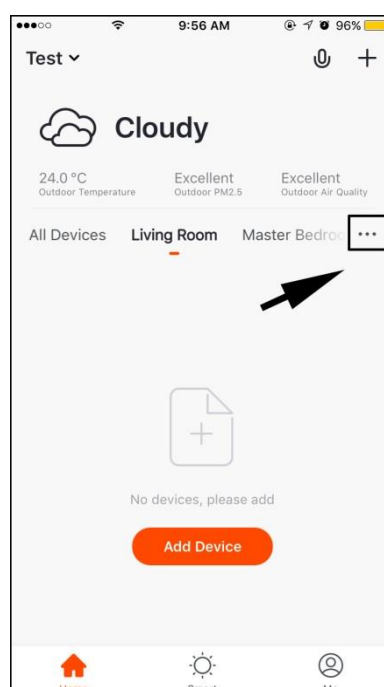 9:56 AM 96%
Test
Cloudy
24.0 °C Excellent Excellent
Outdoor Temperature Outdoor PM2.5 Outdoor Air Quality
All Devices Living Room Master
No devices, please add
Add Device